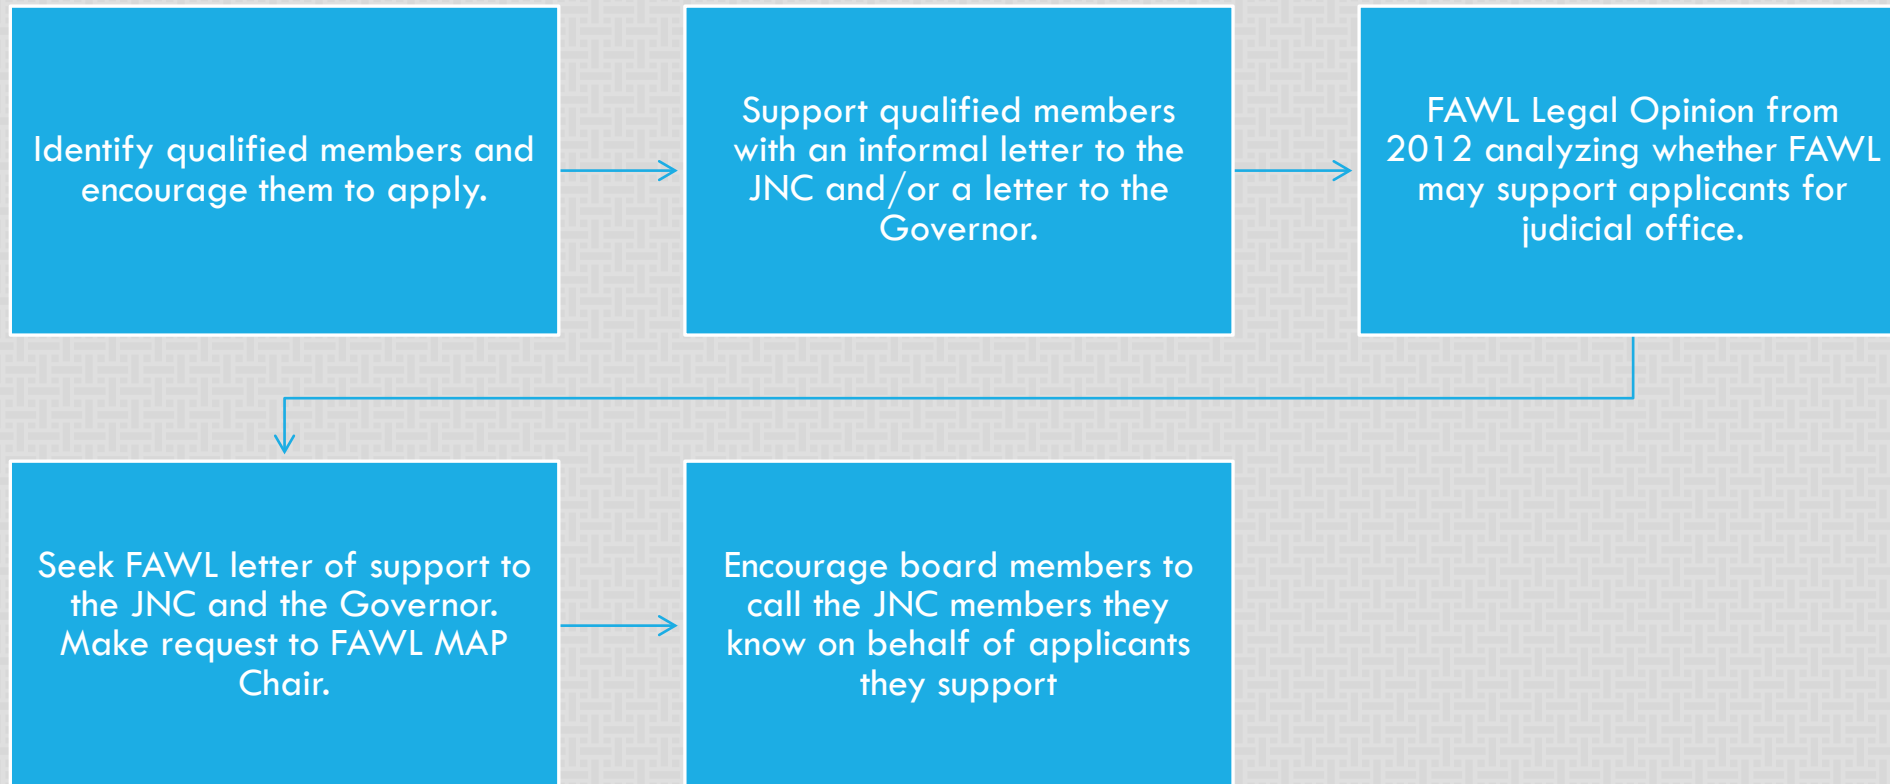 Identify qualified members and
encourage them to apply.
Support qualified members
with an informal letter to the
JNC and/or a letter to the
Governor.
FAWL Legal Opinion from
2012 analyzing whether FAWL
may support applicants for
judicial office.
Seek FAWL letter of support to
the JNC and the Governor.
Make request to FAWL MAP
Chair.
Encourage board members to
call the JNC members they
know on behalf of applicants
they support